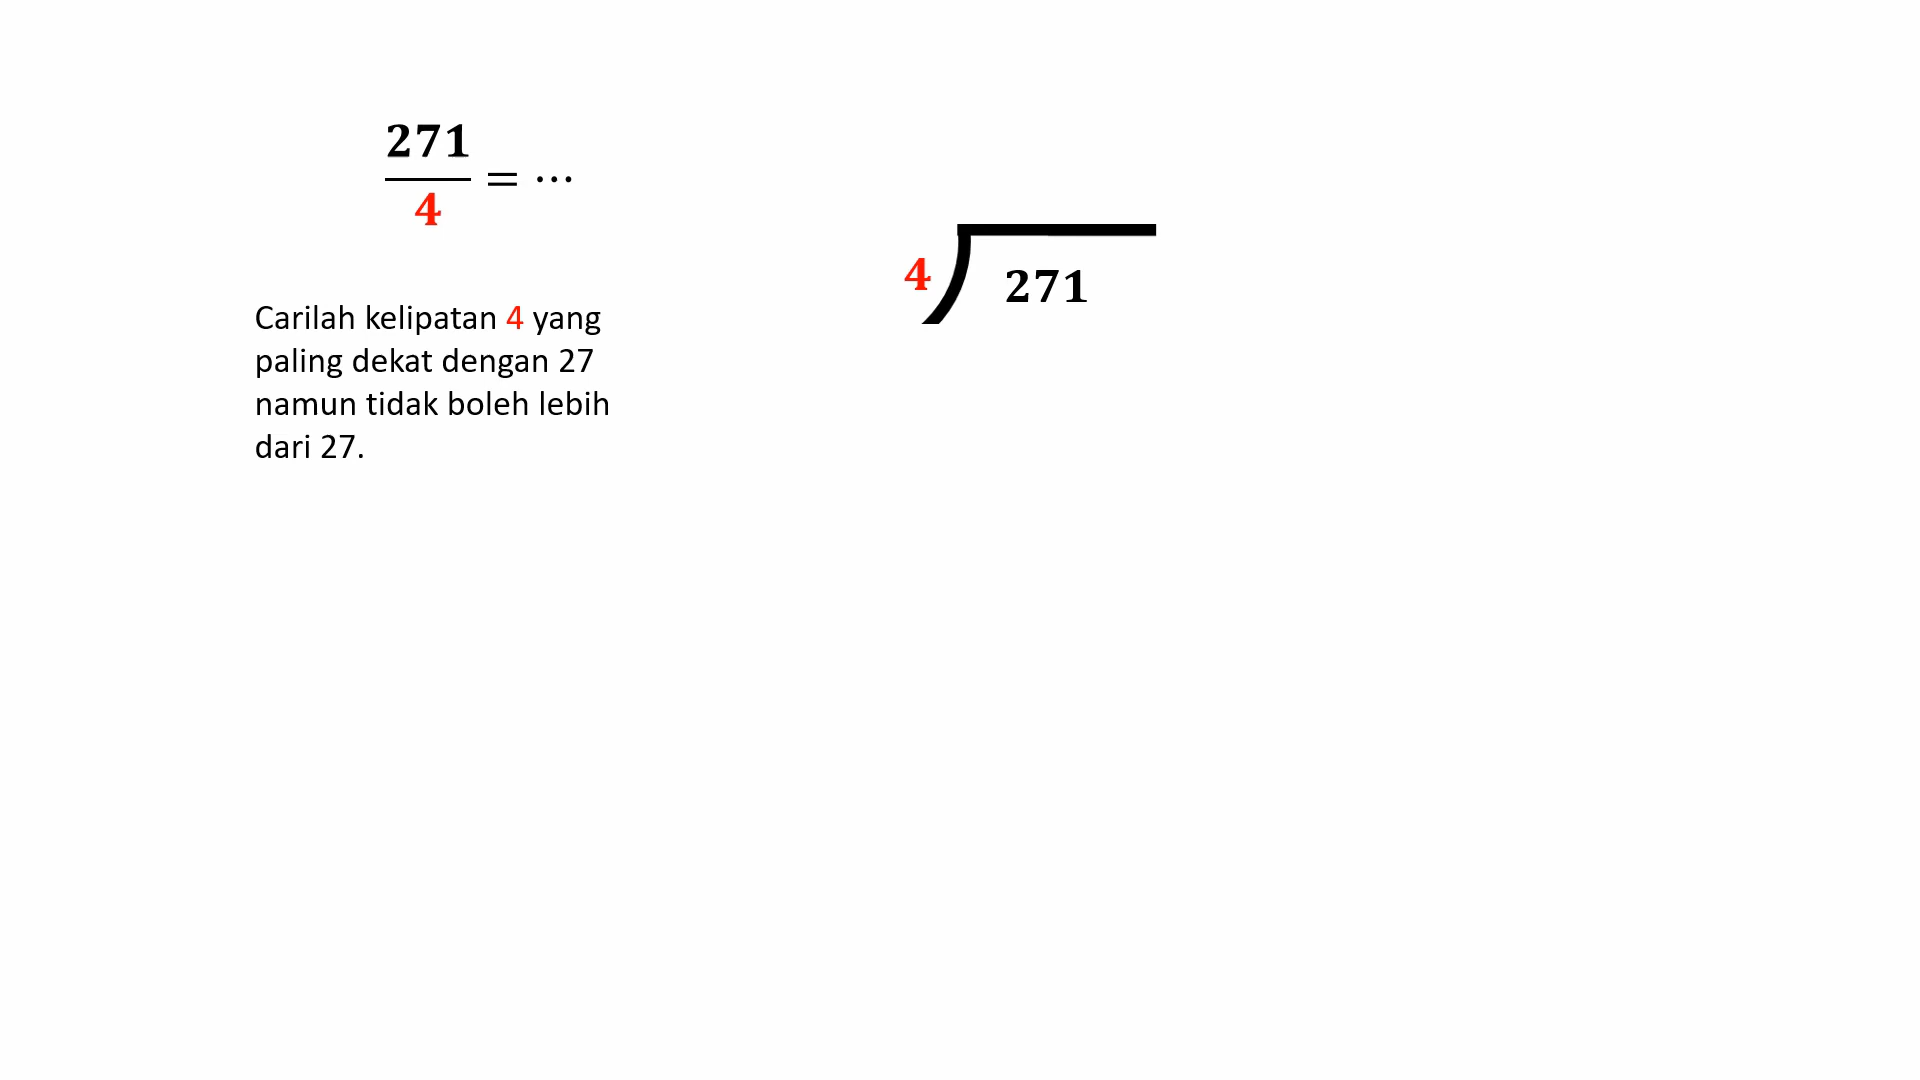 271
4
= ···
4
271
Carilah kelipatan 4 yang
paling dekat dengan 27
namun tidak boleh lebih
dari 27.